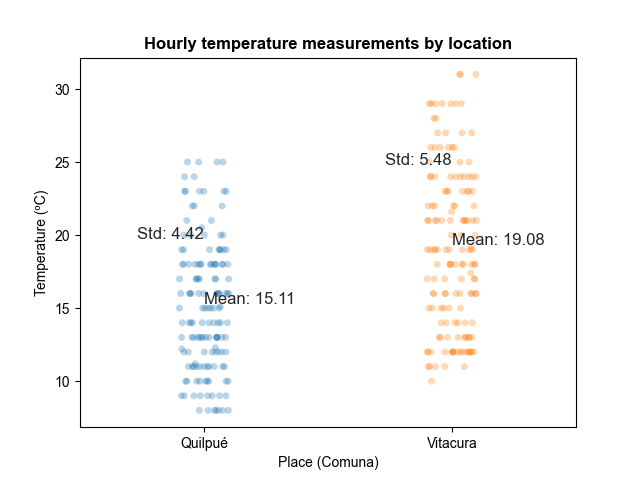 Hourly temperature measurements by location
Temperature (ºC)
30
25
20
15
10
Std: 5.48
Std: 4.42
Mean: 19.08
Mean: 15.11
Quilpué
Vitacura
Place (Comuna)